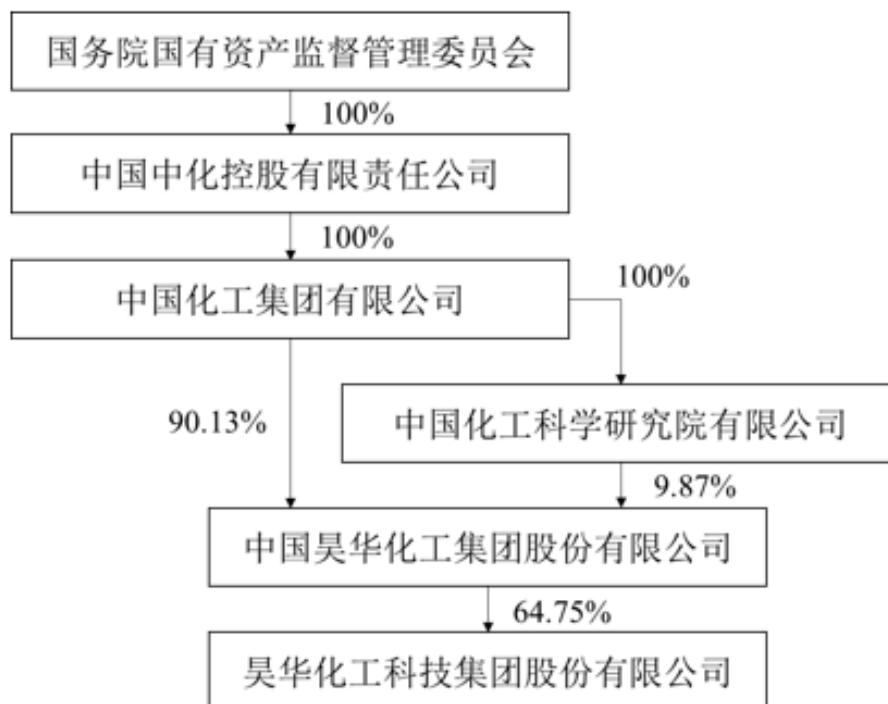 国务院国有资产监督管理委员会
100%
中国中化控股有限责任公司
100%
中国化工集团有限公司
100%
90.13%
中国化工科学研究院有限公司
9.87%
中国昊华化工集团股份有限公司
64.75%
昊华化工科技集团股份有限公司